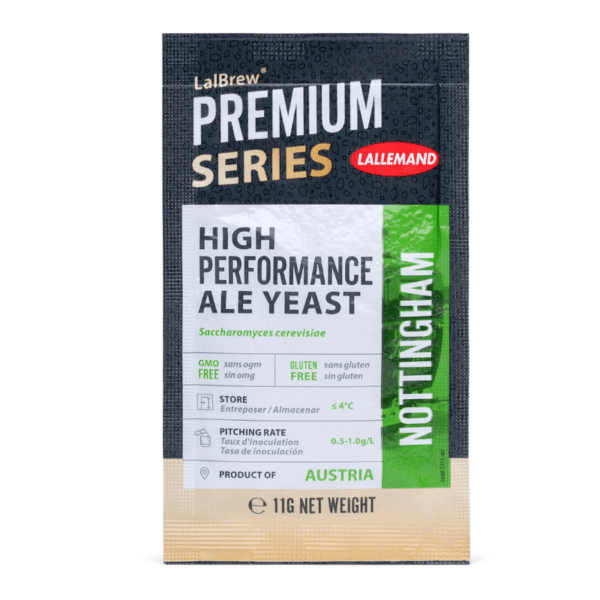 LalBrew®
PREMIUM
SERIES
LALLEMAND
HIGH
PERFORMANCE
ALE YEAST
Saccharomyces cerevisiae
GMO FREE
sans ogm
sin omg
GLUTEN FREE
sans gluten
sin gluten
STORE
Entreposer / Almacenar
≤ 4°C
PITCHING RATE
Taux d'inoculation
Tasa de inoculación
0.5-1.0g/L
PRODUCT OF
AUSTRIA
NOTTINGHAM
℮ 11G NET WEIGHT